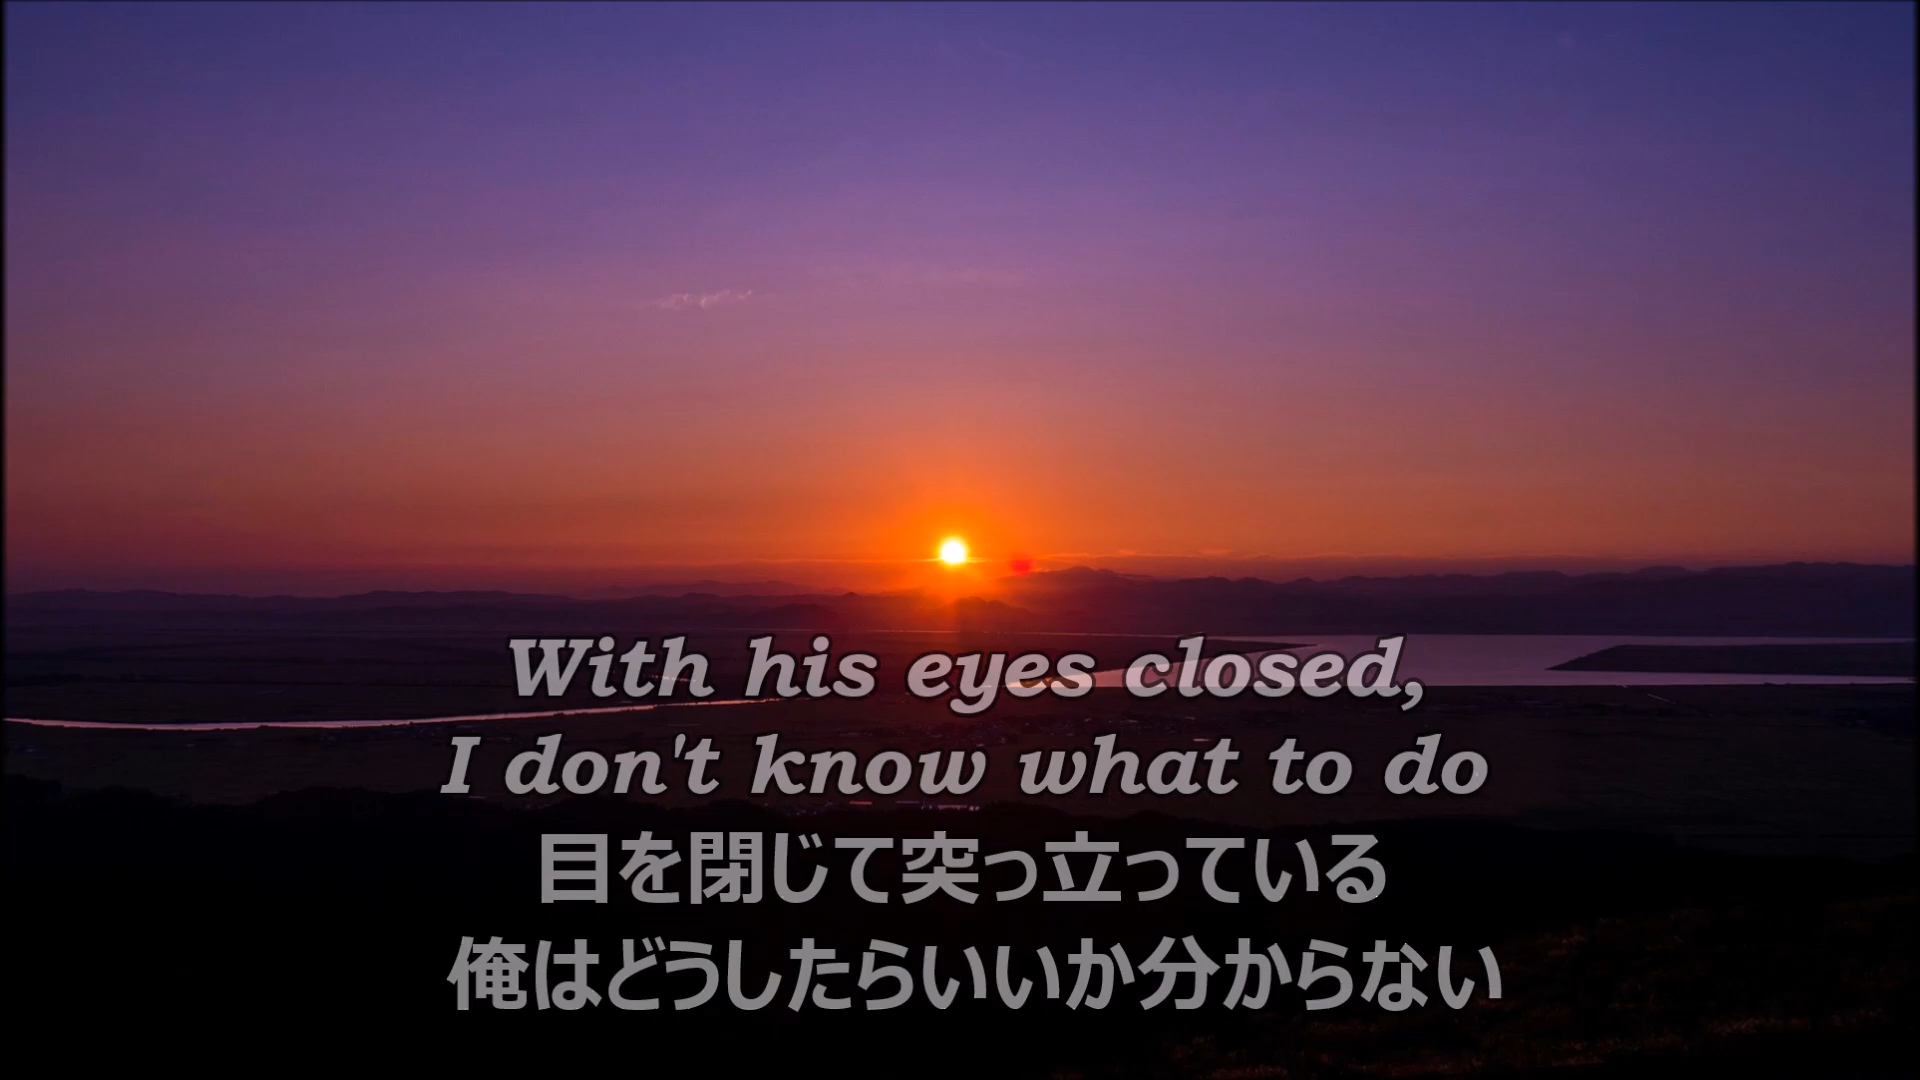 With his eyes closed,
I don't know what to do
目を閉じて突っ立っている
俺はどうしたらいいか分からない